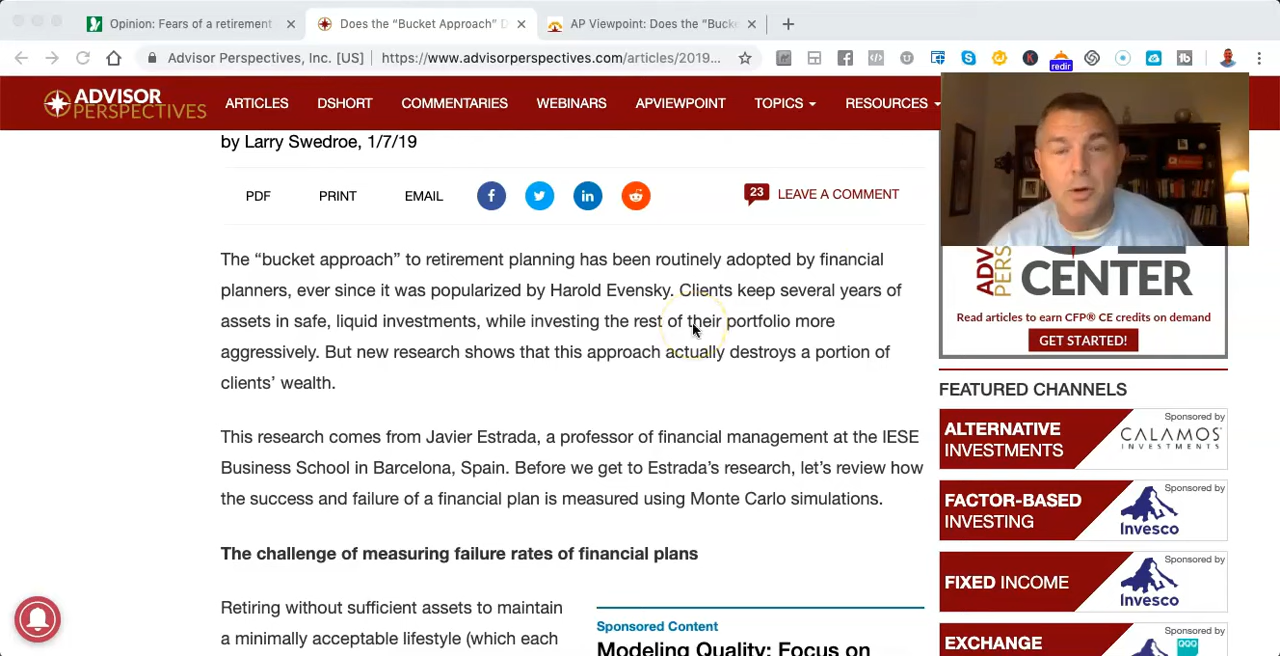 Opinion: Fears of a retirement
Does the “Bucket Approach” D
AP Viewpoint: Does the “Bucke
Advisor Perspectives, Inc. [US]
https://www.advisorperspectives.com/articles/2019...
redir
ADVISOR
PERSPECTIVES
ARTICLES
DSHORT
COMMENTARIES
WEBINARS
APVIEWPOINT
TOPICS
RESOURCES
by Larry Swedroe, 1/7/19
PDF
PRINT
EMAIL
23
LEAVE A COMMENT
The “bucket approach” to retirement planning has been routinely adopted by financial
planners, ever since it was popularized by Harold Evensky. Clients keep several years of
assets in safe, liquid investments, while investing the rest of their portfolio more
aggressively. But new research shows that this approach actually destroys a portion of
clients’ wealth.
This research comes from Javier Estrada, a professor of financial management at the IESE
Business School in Barcelona, Spain. Before we get to Estrada’s research, let’s review how
the success and failure of a financial plan is measured using Monte Carlo simulations.
The challenge of measuring failure rates of financial plans
Retiring without sufficient assets to maintain
a minimally acceptable lifestyle (which each
Sponsored Content
Modeling Quality: Focus on
ADV
PERS
CENTER
Read articles to earn CFP® CE credits on demand
GET STARTED!
FEATURED CHANNELS
ALTERNATIVE
INVESTMENTS
Sponsored by
CALAMOS
INVESTMENTS
FACTOR-BASED
INVESTING
Sponsored by
Invesco
FIXED INCOME
Sponsored by
Invesco
EXCHANGE
Sponsored by